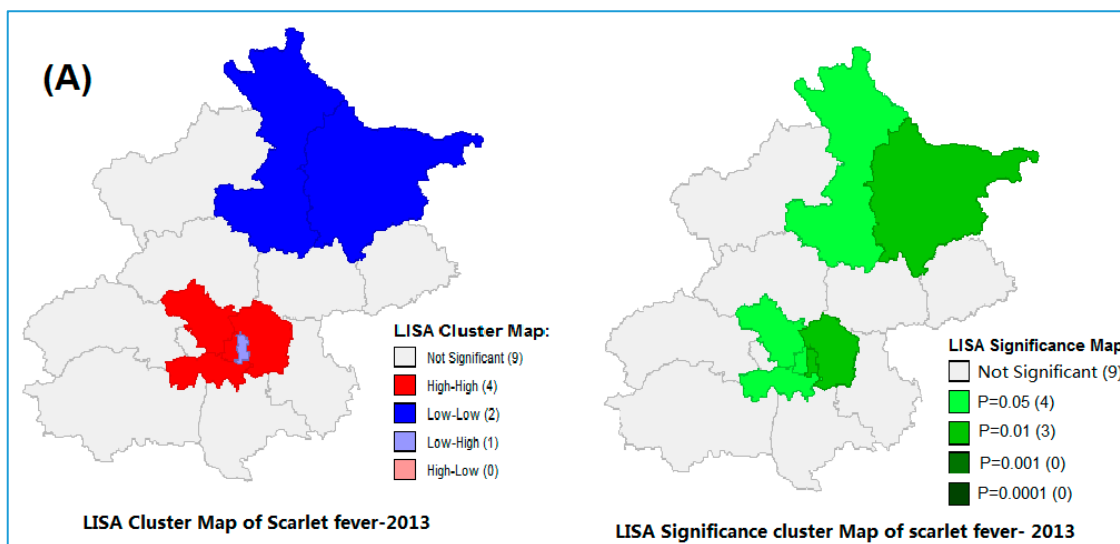 (A)
LISA Cluster Map:
Not Significant (9)
High-High (4)
Low-Low (2)
Low-High (1)
High-Low (0)
LISA Cluster Map of Scarlet fever-2013
LISA Significance Map
Not Significant (9)
P=0.05 (4)
P=0.01 (3)
P=0.001 (0)
P=0.0001 (0)
LISA Significance cluster Map of scarlet fever- 2013